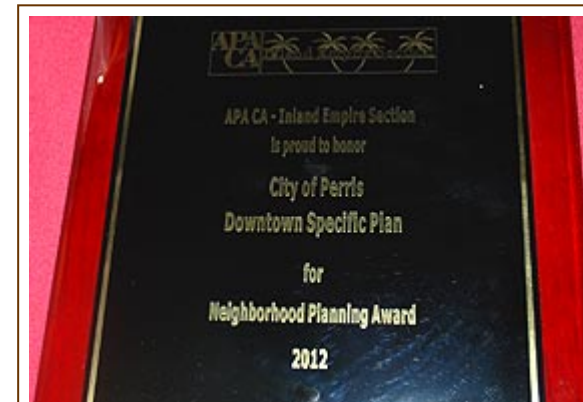 APA
CA
APA CA - Inland Empire Section
is proud to honor
City of Perris
Downtown Specific Plan
for
Neighborhood Planning Award
2012